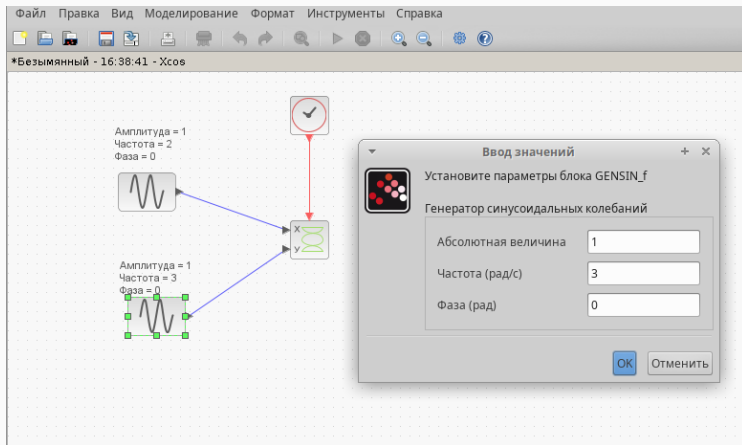 Файл Правка Вид Моделирование Формат Инструменты Справка
*Безымянный - 16:38:41 - Xcos
Амплитуда = 1
Частота = 2
Фаза = 0
X
У
Амплитуда = 1
Частота = 3
Фаза = 0
Ввод значений
Установите параметры блока GENSIN_f
Генератор синусоидальных колебаний
Абсолютная величина 1
Частота (рад/с) 3
Фаза (рад) 0
OK Отменить